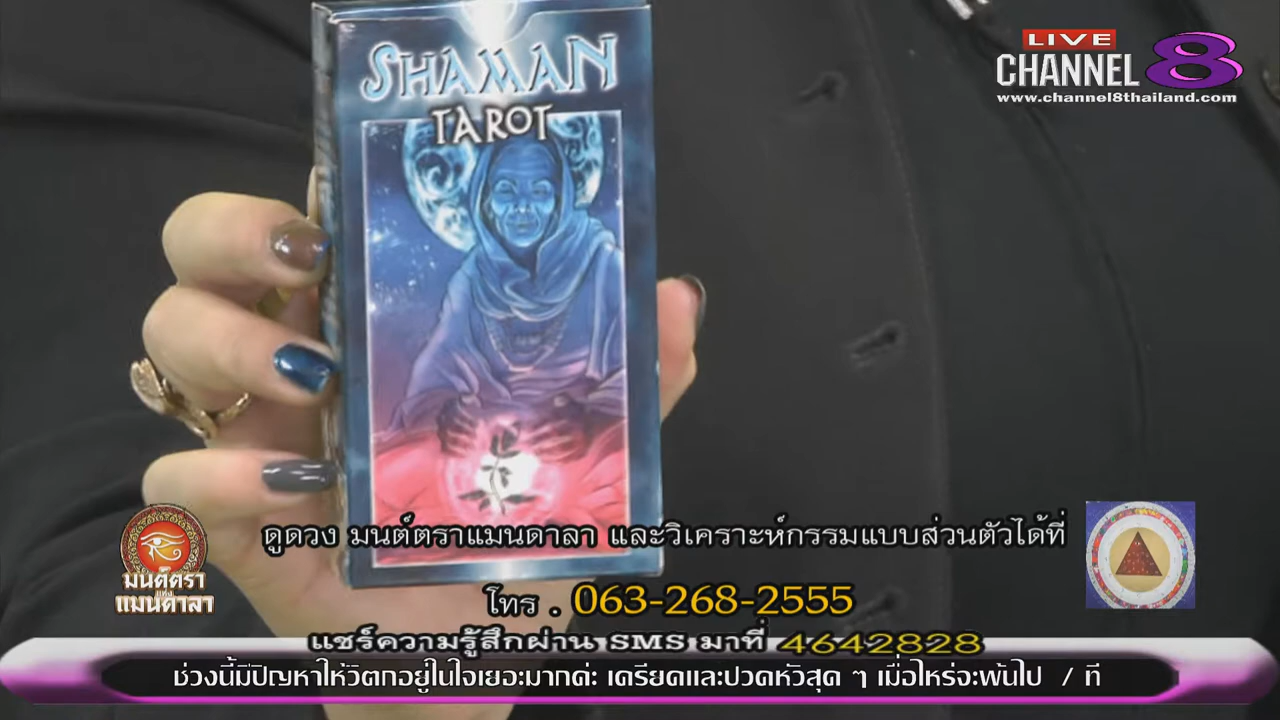 SHAMAN
TAROT
LIVE
CHANNEL 8
www.channel8thailand.com
ดูดวง มนต์ตราแมนดาลา และวิเคราะห์กรรมแบบส่วนตัวได้ที่
โทร . 063-268-2555
มนต์ตรา
แห่ง
แมนดาลา
แชร์ความรู้สึกผ่าน SMS มาที่ 4642828
ช่วงนี้มีปัญหาให้วิตกอยู่ในใจเยอะมากค่ะ เครียดและปวดหัวสุด ๆ เมื่อไหร่จะพ้นไป / ที